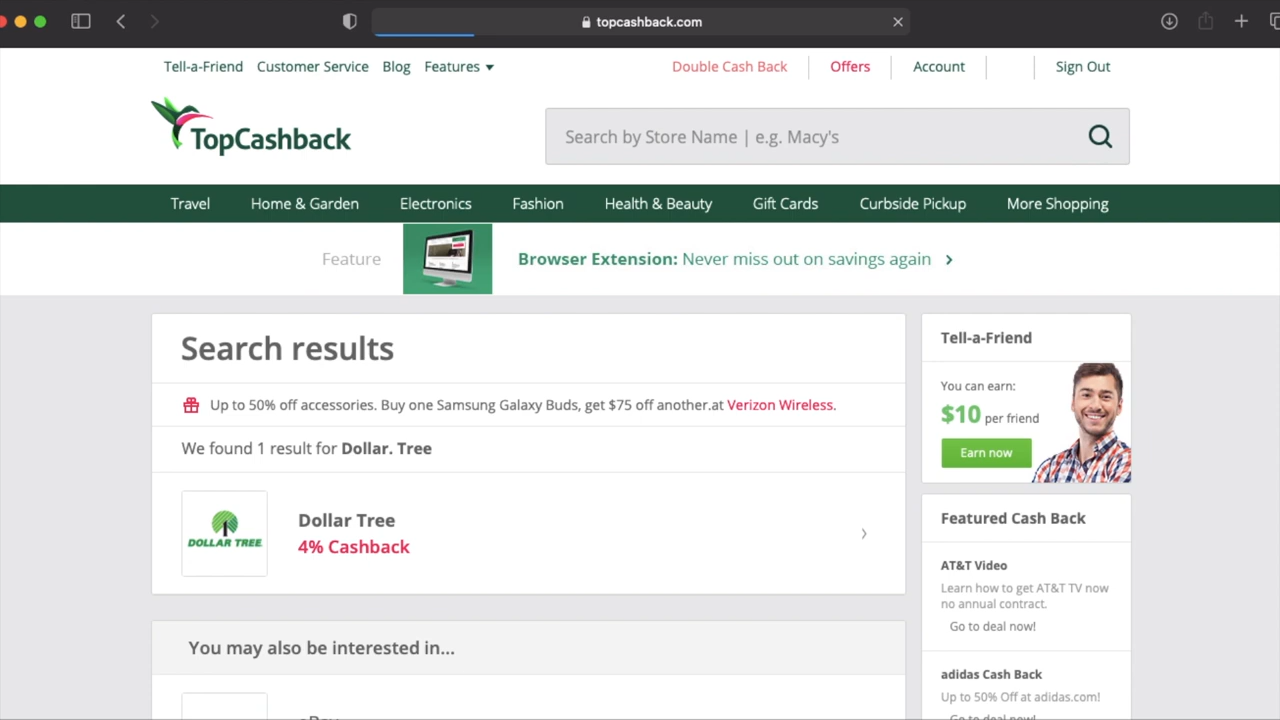 topcashback.com
Tell-a-Friend Customer Service Blog Features
Double Cash Back Offers Account Sign Out
TopCashback
Search by Store Name | e.g. Macy's
Travel Home & Garden Electronics Fashion Health & Beauty Gift Cards Curbside Pickup More Shopping
Feature
Browser Extension: Never miss out on savings again
Search results
Up to 50% off accessories. Buy one Samsung Galaxy Buds, get $75 off another.at Verizon Wireless.
We found 1 result for Dollar. Tree
DOLLAR TREE
Dollar Tree
4% Cashback
You may also be interested in...
eBay
Tell-a-Friend
You can earn:
$10 per friend
Earn now
Featured Cash Back
AT&T Video
Learn how to get AT&T TV now
no annual contract.
Go to deal now!
adidas Cash Back
Up to 50% Off at adidas.com!
Go to deal now!